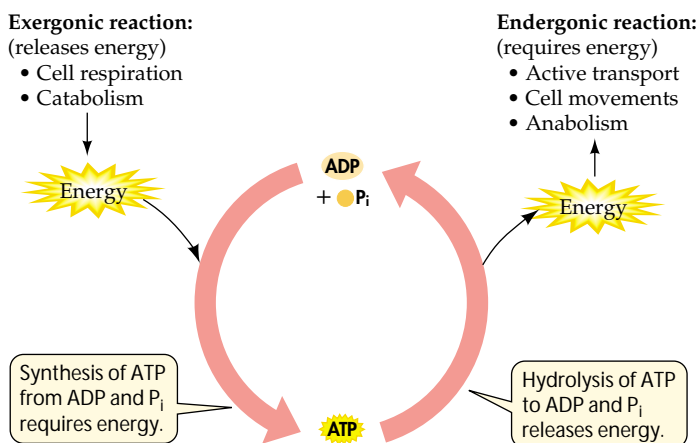 Exergonic reaction:
(releases energy)
• Cell respiration
• Catabolism
Energy
Endergonic reaction:
(requires energy)
• Active transport
• Cell movements
• Anabolism
Energy
ADP
+ Pi
Synthesis of ATP
from ADP and Pi
requires energy.
ATP
Hydrolysis of ATP
to ADP and Pi
releases energy.